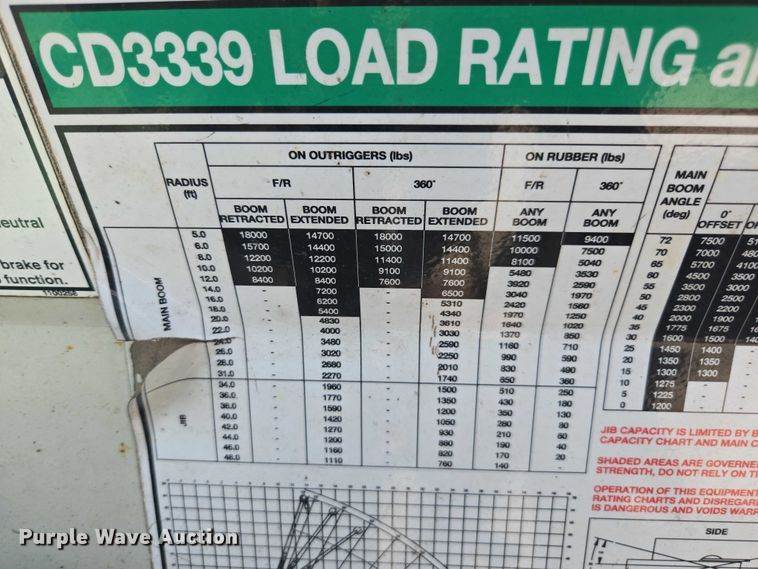 CD3339 LOAD RATING a
ON OUTRIGGERS (lbs) ON RUBBER (lbs)
RADIUS (ft) F/R 360° F/R 360° MAIN BOOM ANGLE (deg) 0°
BOOM RETRACTED BOOM EXTENDED BOOM RETRACTED BOOM EXTENDED ANY BOOM ANY BOOM OFFSET OFF
5.0 18000 14700 18000 14700 11500 9400 72 7500 51
6.0 15700 14400 15000 14400 10000 7500 70 7000 480
8.0 12200 12200 11400 11400 8100 5040 65 5700 410
10.0 10200 10200 9100 9100 5480 3530 60 4500 350
12.0 8400 8400 7600 7600 3920 2590 55 3500 3000
14.0 - 7200 - 6500 3040 1970 50 2800 2500
16.0 - 6200 - 5310 2420 1560 45 2300 2200
18.0 - 5400 - 4340 1970 1250 40 2000 1900
20.0 - 4830 - 3610 1640 1020 35 1775 1675
22.0 - 4000 - 3030 1370 850 30 1600 1500 140
24.0 - 3480 - 2590 1160 710 25 1450 1400
26.0 - 3020 - 2250 990 590 20 1350 1350
28.0 - 2680 - 2010 830 490 15 1300 1300
31.0 - 2270 - 1740 650 360 10 1275
34.0 - 1960 - 1500 510 250 5 1225
36.0 - 1770 - 1350 430 180 0 1200
38.0 - 1590 - 1200 350 130
40.0 - 1420 - 1050 280 80
42.0 - 1270 - 930 210 60
44.0 - 1200 - 880 190 40
46.0 - 1160 - 820 170 20
48.0 - 1110 - 760 140 -
MAIN BOOM
JIB
eutral
brake for
function.
1100298
JIB CAPACITY IS LIMITED BY B
CAPACITY CHART AND MAIN
SHADED AREAS ARE GOVERNE
STRENGTH, DO NOT RELY ON T
OPERATION OF THIS EQUIPMENT
RATING CHARTS AND DISREGAR
IS DANGEROUS AND VOIDS WARR
SIDE
Purple Wave Auction